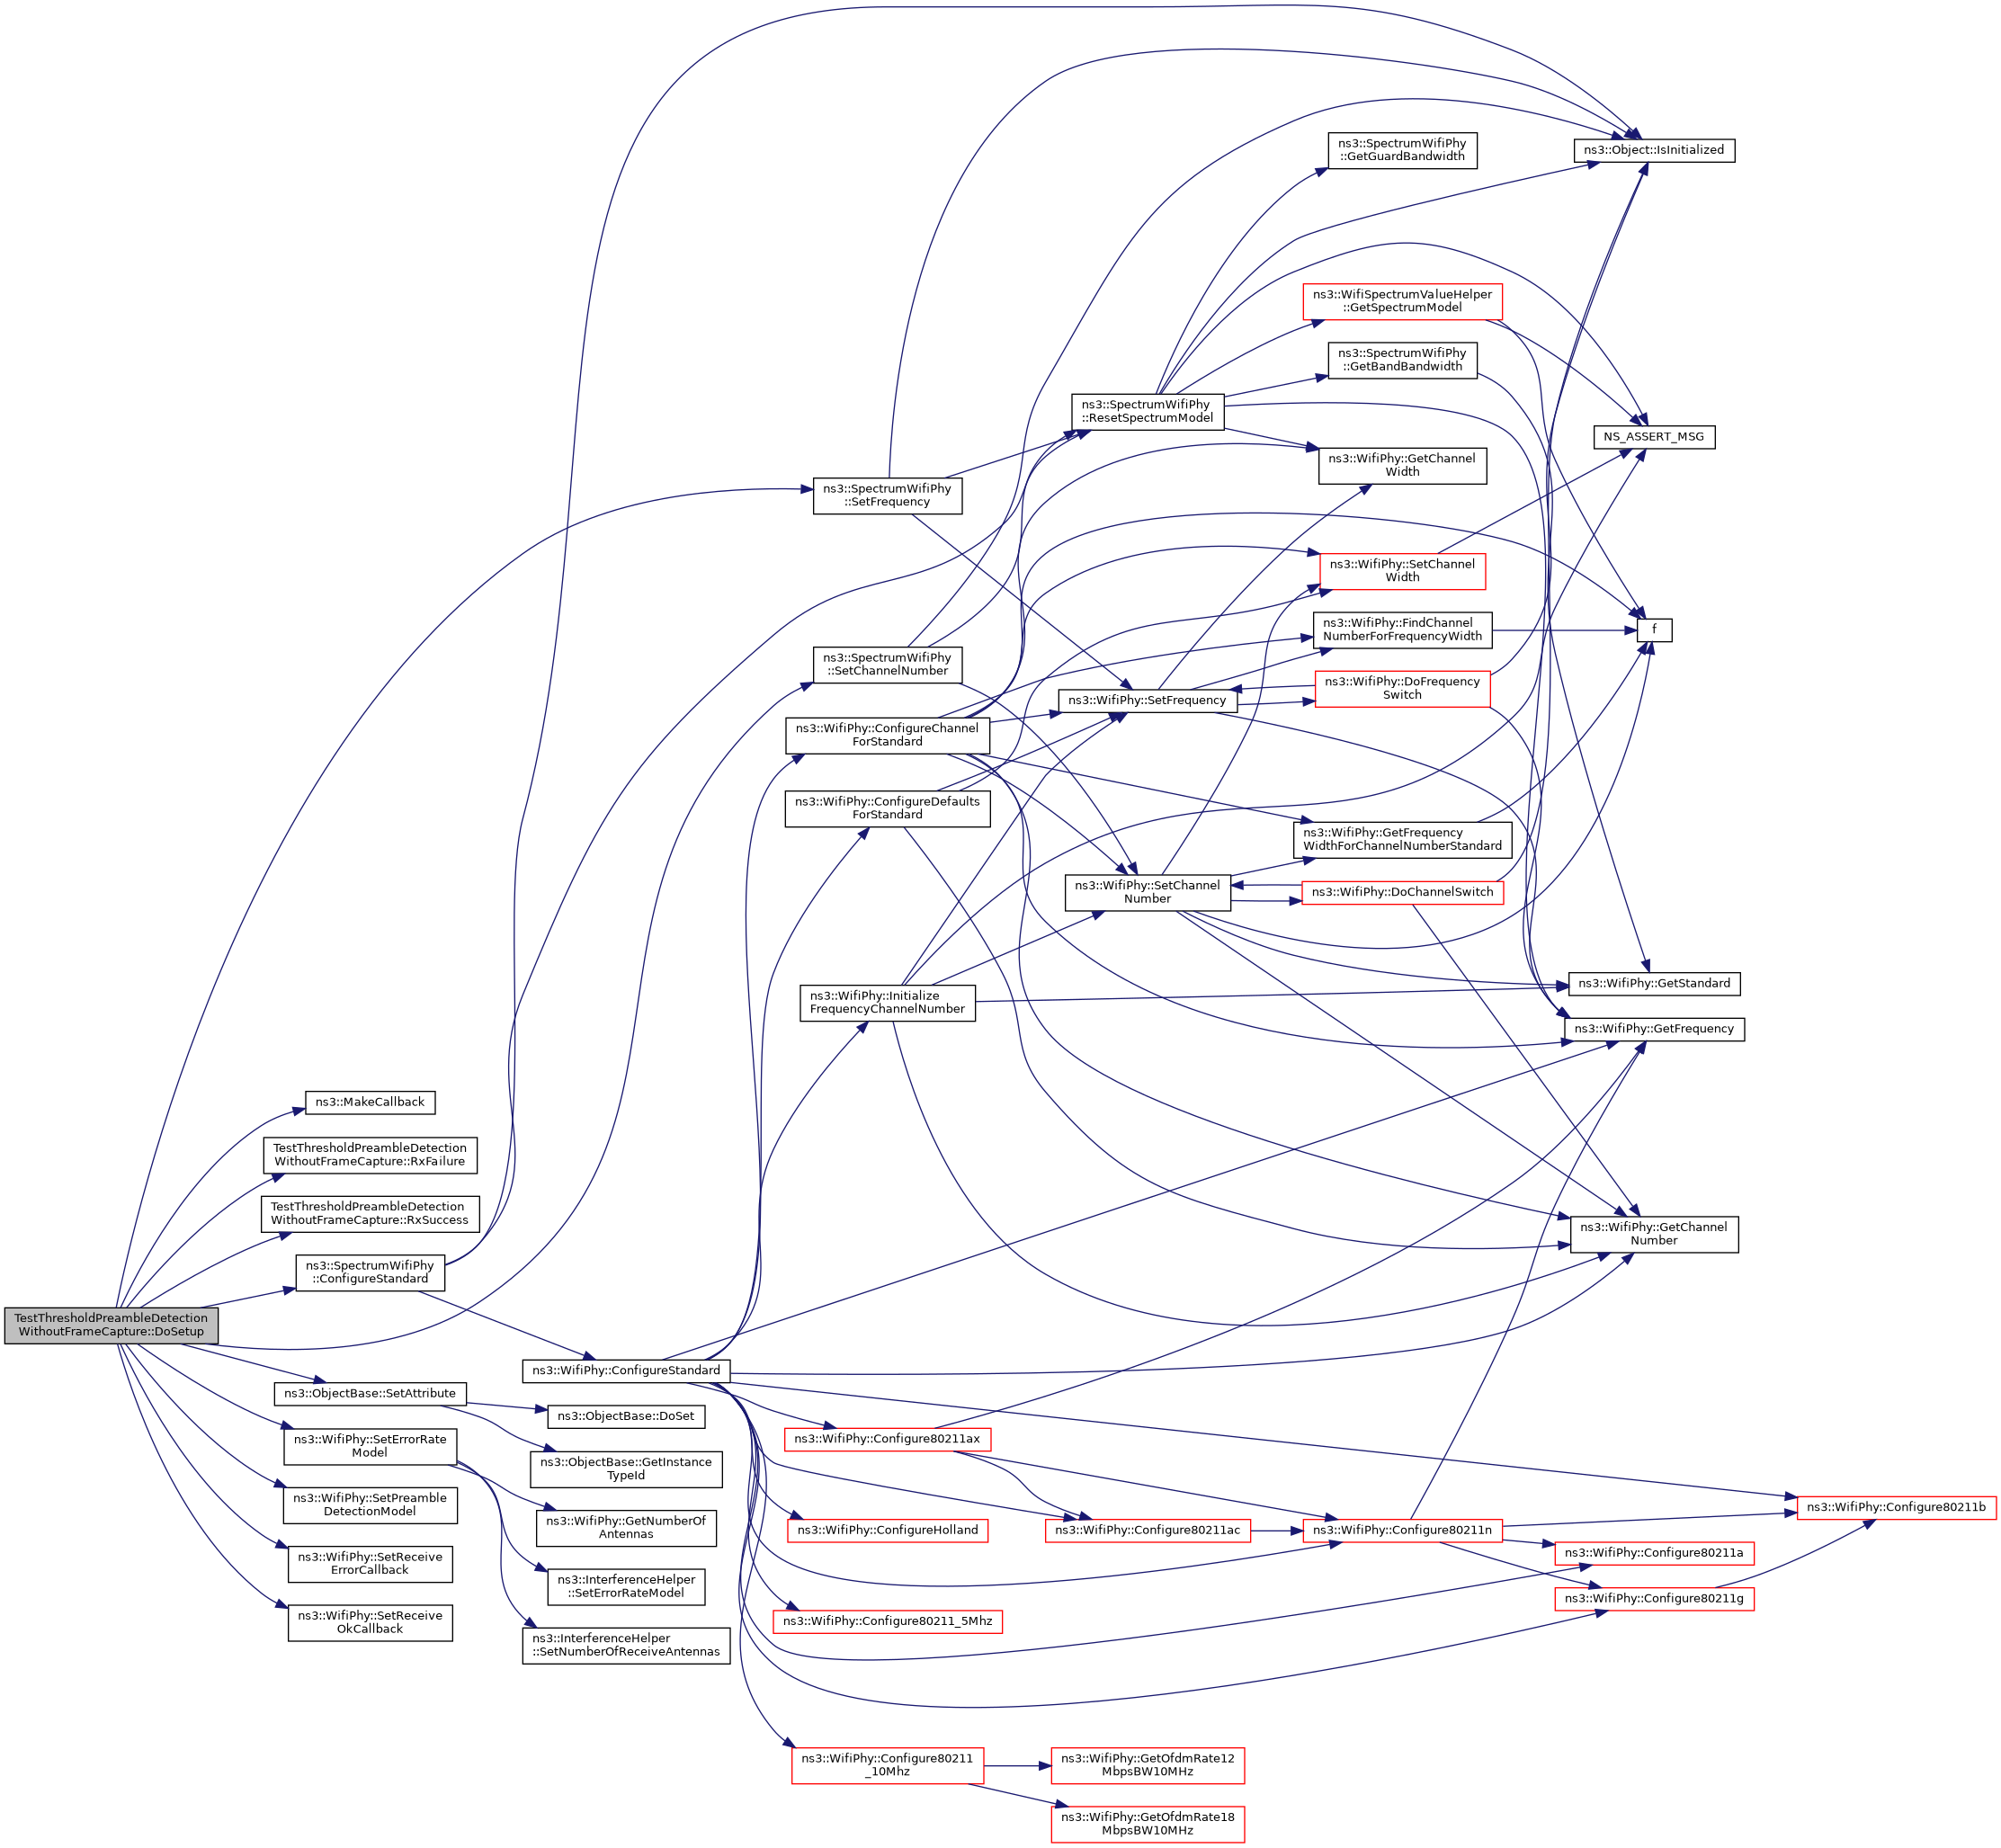 TestThresholdPreambleDetection
WithoutFrameCapture::DoSetup
ns3::MakeCallback
TestThresholdPreambleDetection
WithoutFrameCapture::RxFailure
TestThresholdPreambleDetection
WithoutFrameCapture::RxSuccess
ns3::SpectrumWifiPhy
::ConfigureStandard
ns3::ObjectBase::SetAttribute
ns3::WifiPhy::SetErrorRate
Model
ns3::WifiPhy::SetPreamble
DetectionModel
ns3::WifiPhy::SetReceive
ErrorCallback
ns3::WifiPhy::SetReceive
OkCallback
ns3::WifiPhy::ConfigureStandard
ns3::ObjectBase::DoSet
ns3::ObjectBase::GetInstance
TypeId
ns3::WifiPhy::GetNumberOf
Antennas
ns3::InterferenceHelper
::SetErrorRateModel
ns3::InterferenceHelper
::SetNumberOfReceiveAntennas
ns3::SpectrumWifiPhy
::SetFrequency
ns3::SpectrumWifiPhy
::SetChannelNumber
ns3::WifiPhy::ConfigureChannel
ForStandard
ns3::WifiPhy::ConfigureDefaults
ForStandard
ns3::WifiPhy::Initialize
FrequencyChannelNumber
ns3::WifiPhy::Configure80211ax
ns3::WifiPhy::ConfigureHolland
ns3::WifiPhy::Configure80211_5Mhz
ns3::WifiPhy::Configure80211
_10Mhz
ns3::SpectrumWifiPhy
::ResetSpectrumModel
ns3::WifiPhy::SetFrequency
ns3::WifiPhy::SetChannel
Number
ns3::WifiPhy::Configure80211ac
ns3::WifiPhy::GetOfdmRate12
MbpsBW10MHz
ns3::WifiPhy::GetOfdmRate18
MbpsBW10MHz
ns3::SpectrumWifiPhy
::GetGuardBandwidth
ns3::WifiSpectrumValueHelper
::GetSpectrumModel
ns3::SpectrumWifiPhy
::GetBandBandwidth
ns3::WifiPhy::GetChannel
Width
ns3::WifiPhy::SetChannel
Width
ns3::WifiPhy::FindChannel
NumberForFrequencyWidth
ns3::WifiPhy::DoFrequency
Switch
ns3::WifiPhy::GetFrequency
WidthForChannelNumberStandard
ns3::WifiPhy::DoChannelSwitch
ns3::WifiPhy::Configure80211n
ns3::Object::IsInitialized
NS_ASSERT_MSG
f
ns3::WifiPhy::GetStandard
ns3::WifiPhy::GetFrequency
ns3::WifiPhy::GetChannel
Number
ns3::WifiPhy::Configure80211a
ns3::WifiPhy::Configure80211g
ns3::WifiPhy::Configure80211b